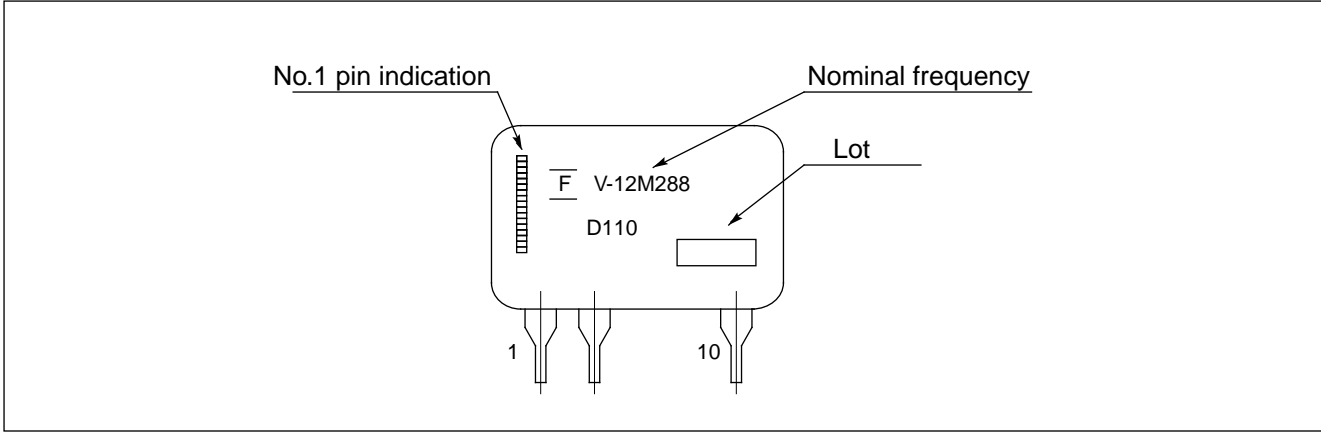 No.1 pin indication
Nominal frequency
Lot
F V-12M288
D110
1
10